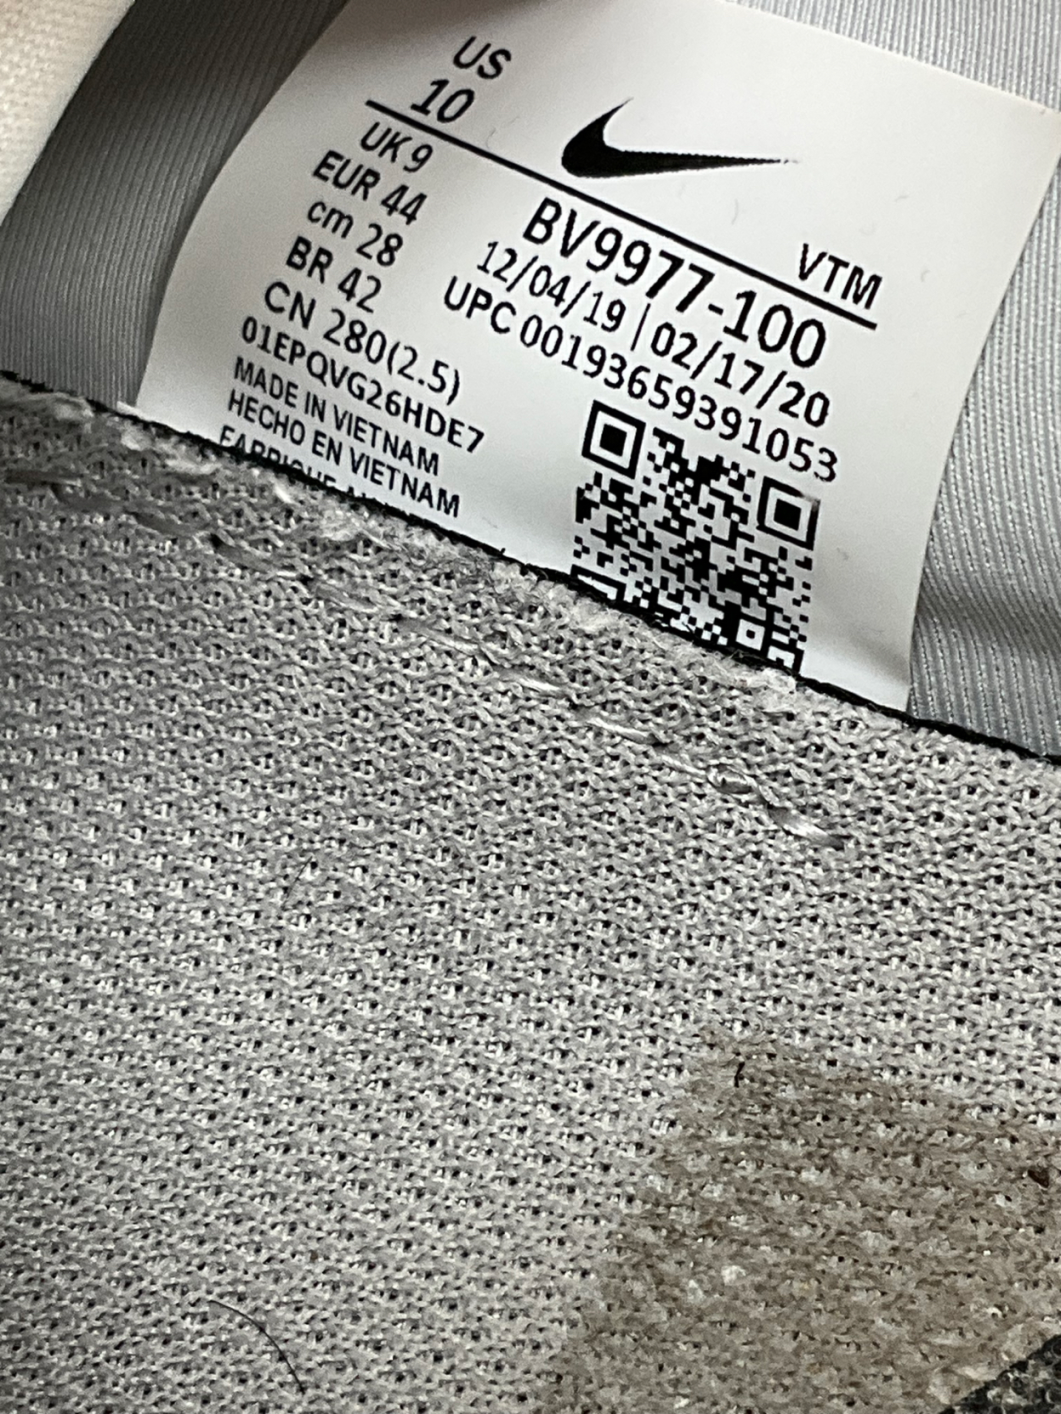 US
10
UK 9
EUR 44
cm 28
BR 42
CN 280(2.5)
01EPQVG26HDE7
MADE IN VIETNAM
HECHO EN VIETNAM
VTM
BV9977-100
12/04/19 | 02/17/20
UPC 00193659391053